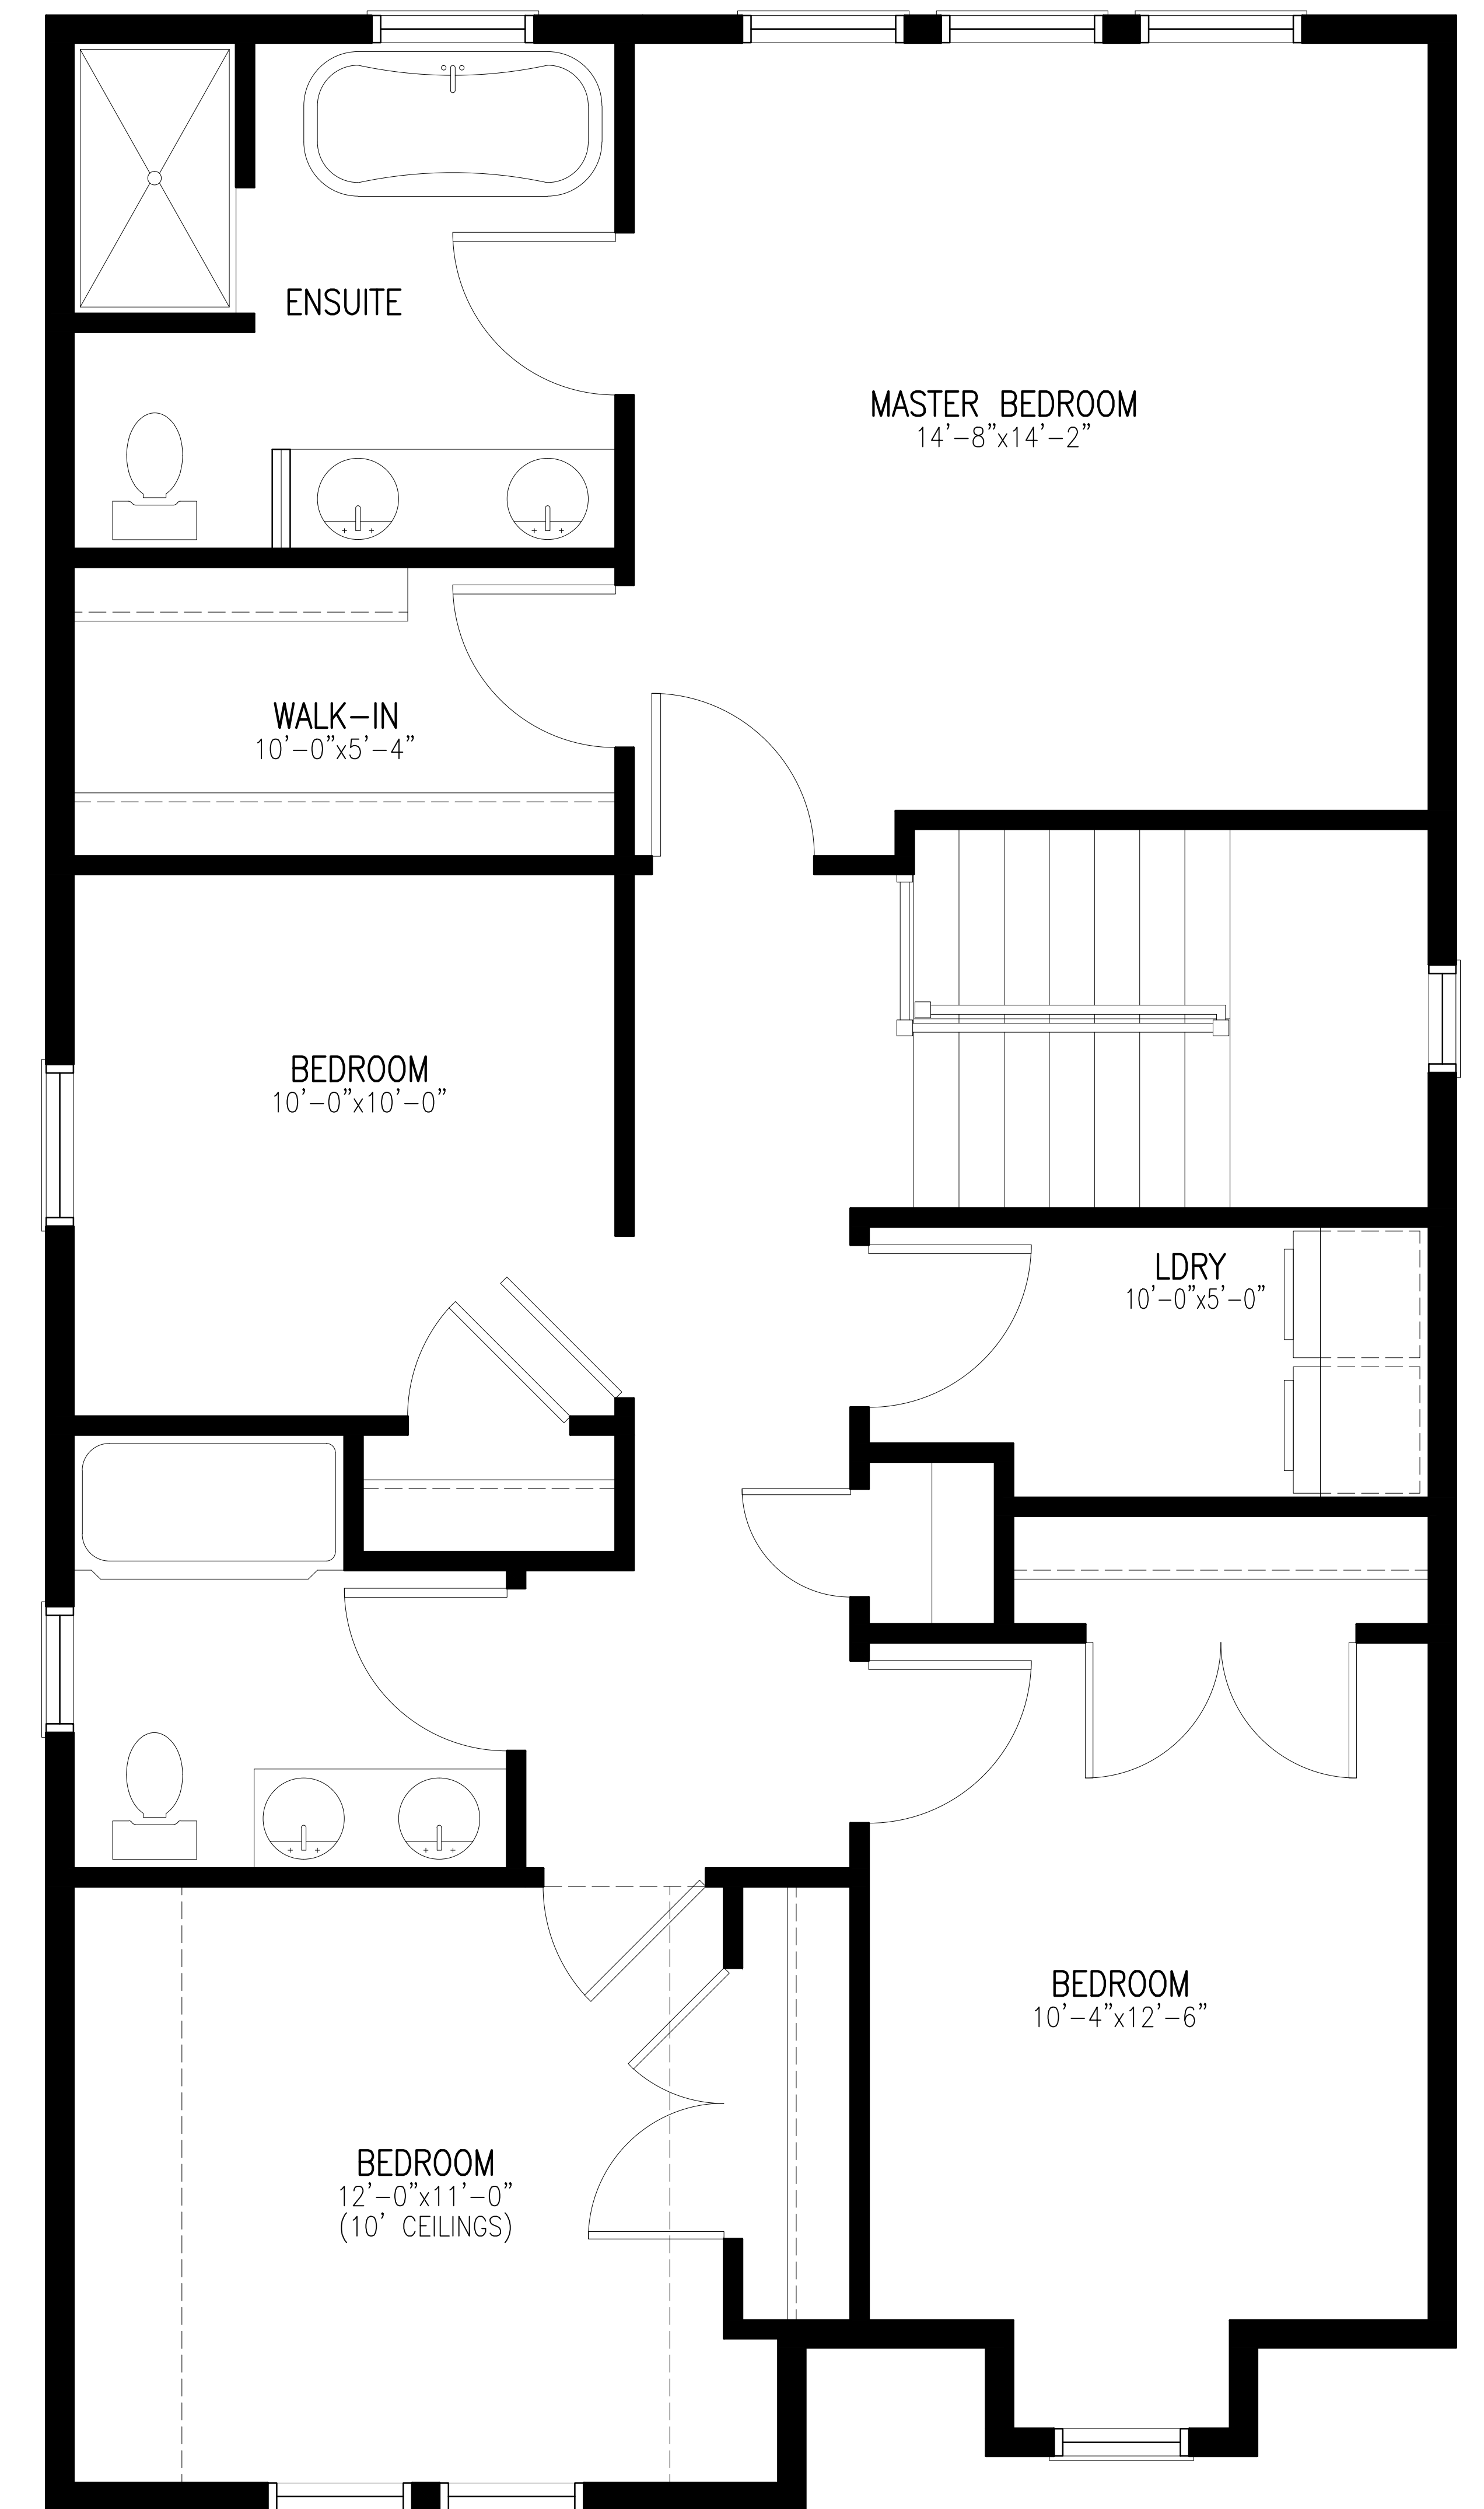 ENSUITE
MASTER BEDROOM
14'-8"x14'-2"
WALK-IN
10'-0"x5'-4"
BEDROOM
10'-0"x10'-0"
LDRY
10'-0"x5'-0"
BEDROOM
10'-4"x12'-6"
BEDROOM
12'-0"x11'-0"
(10' CEILINGS)